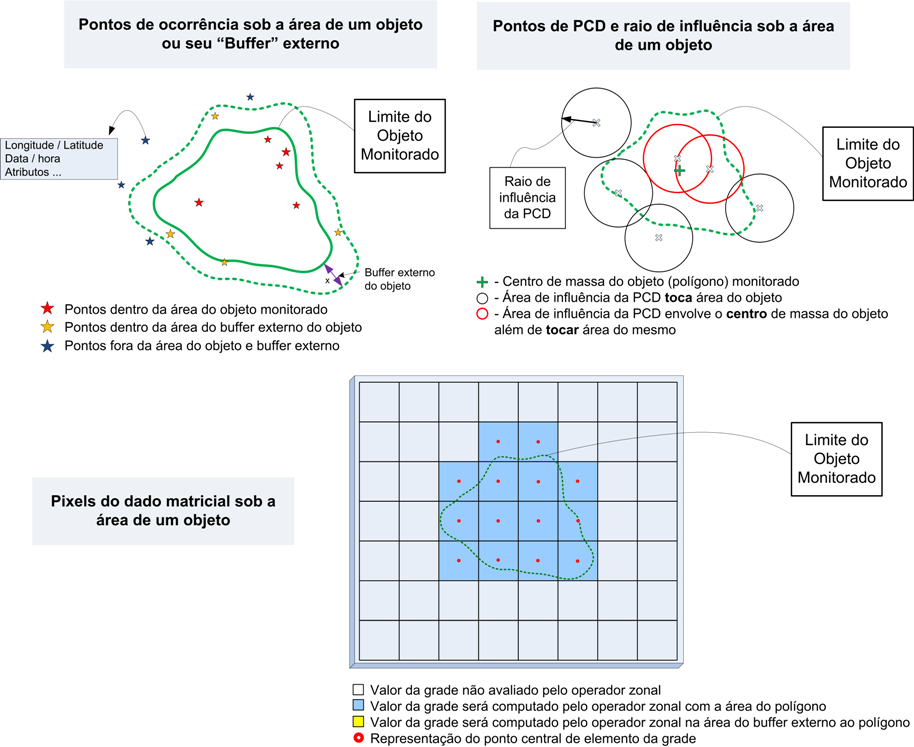 Pontos de ocorrência sob a área de um objeto
ou seu “Buffer” externo
Limite do
Objeto
Monitorado
Longitude / Latitude
Data / hora
Atributos ...
x
Buffer externo
do objeto
Pontos dentro da área do objeto monitorado
Pontos dentro da área do buffer externo do objeto
Pontos fora da área do objeto e buffer externo
Pontos de PCD e raio de influência sob a área
de um objeto
Limite do
Objeto
Monitorado
Raio de
influência
da PCD
- Centro de massa do objeto (polígono) monitorado
- Área de influência da PCD toca área do objeto
- Área de influência da PCD envolve o centro de massa do objeto
além de tocar área do mesmo
Pixels do dado matricial sob a
área de um objeto
Limite do
Objeto
Monitorado
Valor da grade não avaliado pelo operador zonal
Valor da grade será computado pelo operador zonal com a área do polígono
Valor da grade será computado pelo operador zonal na área do buffer externo ao polígono
Representação do ponto central de elemento da grade